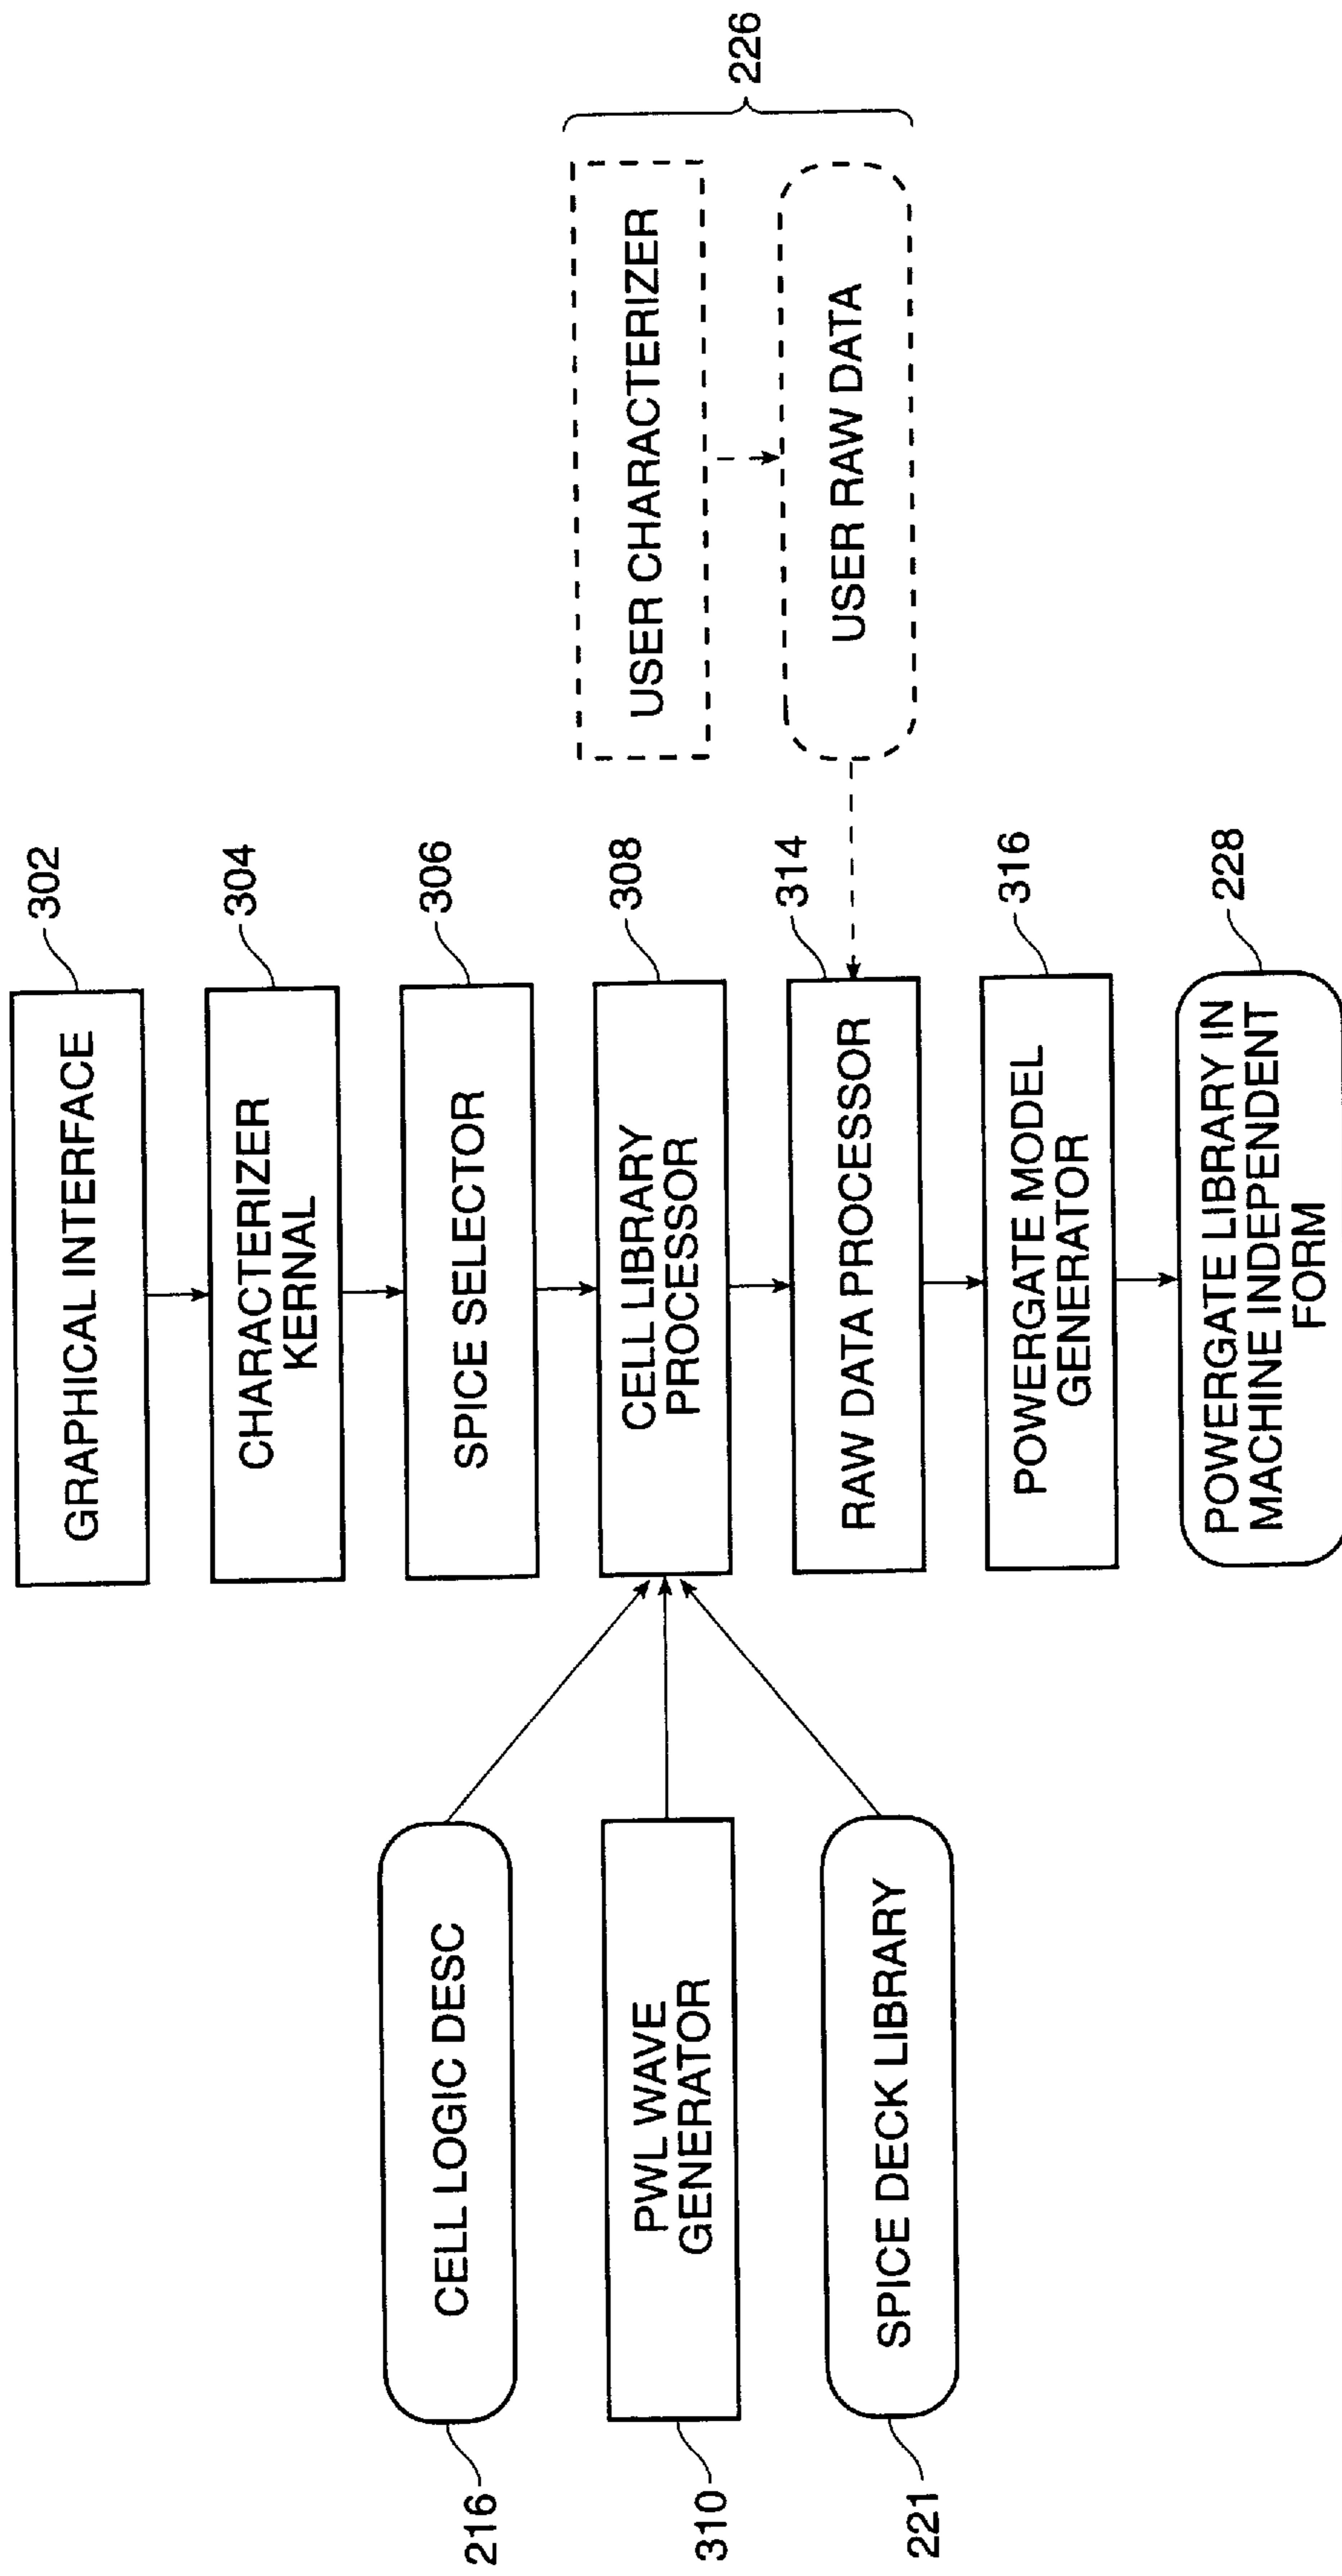 GRAPHICAL INTERFACE
302
CHARACTERIZER
KERNAL
304
SPICE SELECTOR
306
CELL LOGIC DESC
216
PWL WAVE
GENERATOR
310
SPICE DECK LIBRARY
221
CELL LIBRARY
PROCESSOR
308
USER CHARACTERIZER
USER RAW DATA
226
RAW DATA PROCESSOR
314
POWERGATE MODEL
GENERATOR
316
POWERGATE LIBRARY IN
MACHINE INDEPENDENT
FORM
228